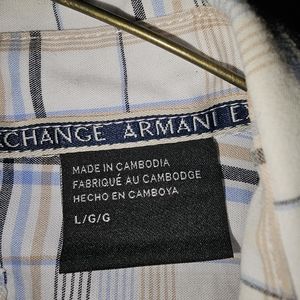 XCHANGE ARMANI E
MADE IN CAMBODIA
FABRIQUÉ AU CAMBODGE
HECHO EN CAMBOYA
L/G/G